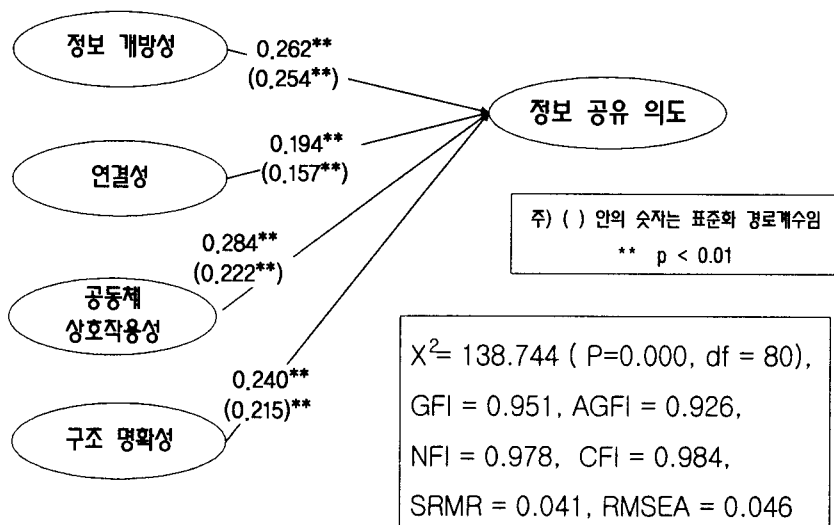 정보 개방성
0.262**
(0.254**)
정보 공유 의도
연결성
0.194**
(0.157**)
주) ( ) 안의 숫자는 표준화 경로계수임
** p < 0.01
공동체
상호작용성
0.284**
(0.222**)
구조 명확성
0.240**
(0.215)**
X²= 138.744 ( P=0.000, df = 80),
GFI = 0.951, AGFI = 0.926,
NFI = 0.978, CFI = 0.984,
SRMR = 0.041, RMSEA = 0.046